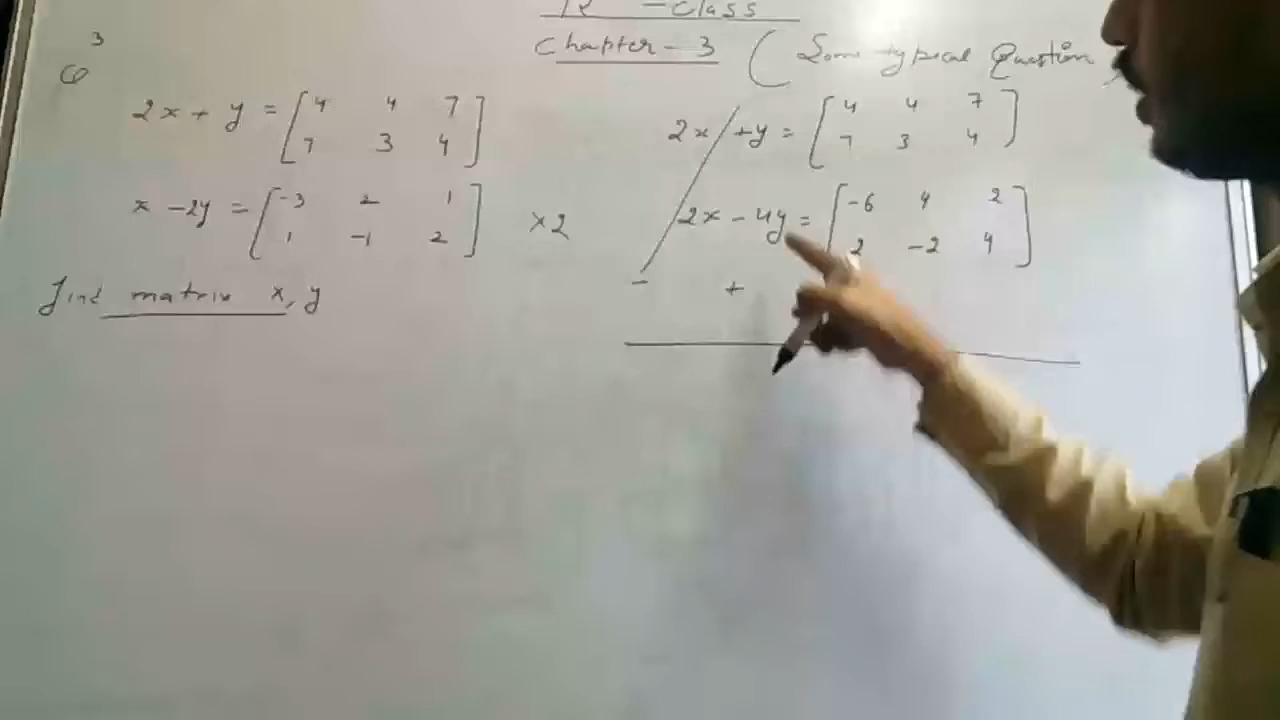 -class
Chapter-3 (Some typical Question
3
Q
2x + y = [4 4 7
7 3 4]
x - 2y = [-3 2 1
1 -1 2] ×2
find matrix x, y
2x + y = [4 4 7
7 3 4]
2x - 4y = [-6 4 2
2 -2 4]
- +